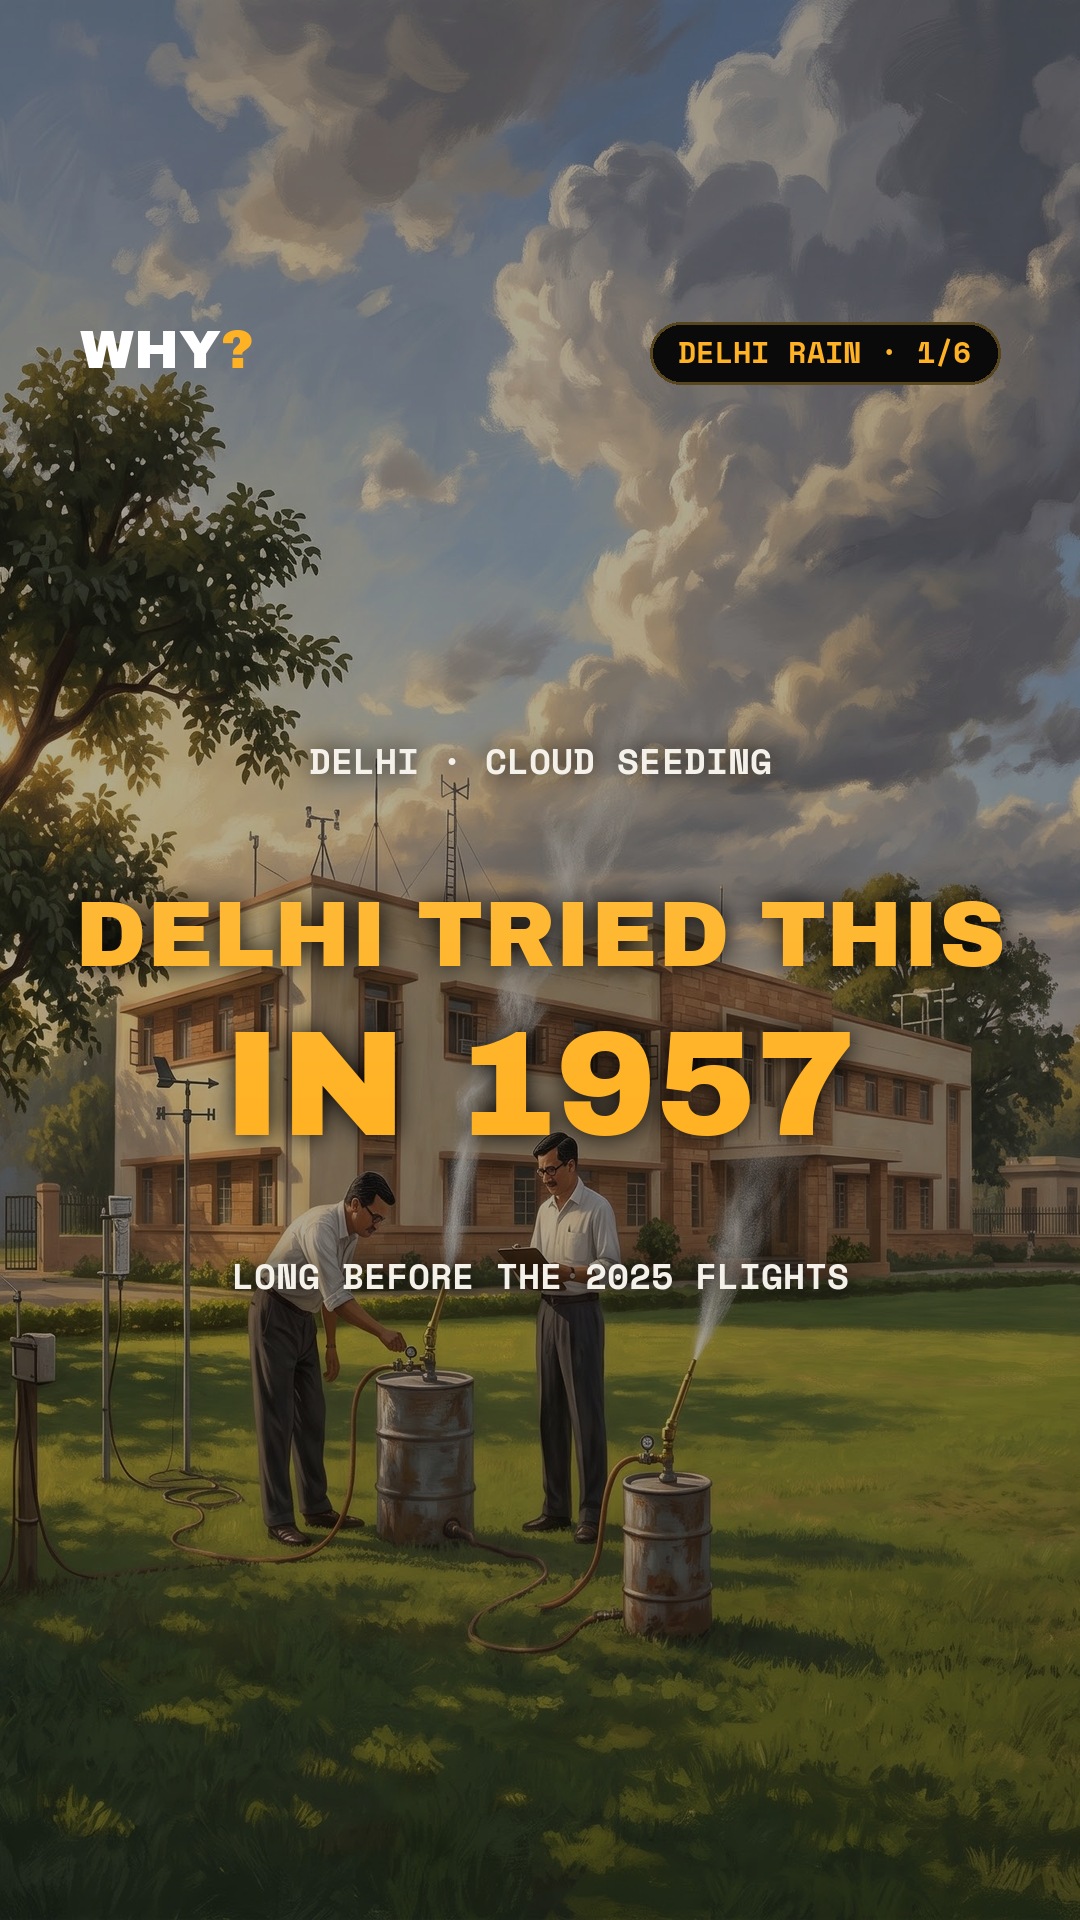 WHY?
DELHI RAIN · 1/6
DELHI · CLOUD SEEDING
DELHI TRIED THIS
IN 1957
LONG BEFORE THE 2025 FLIGHTS